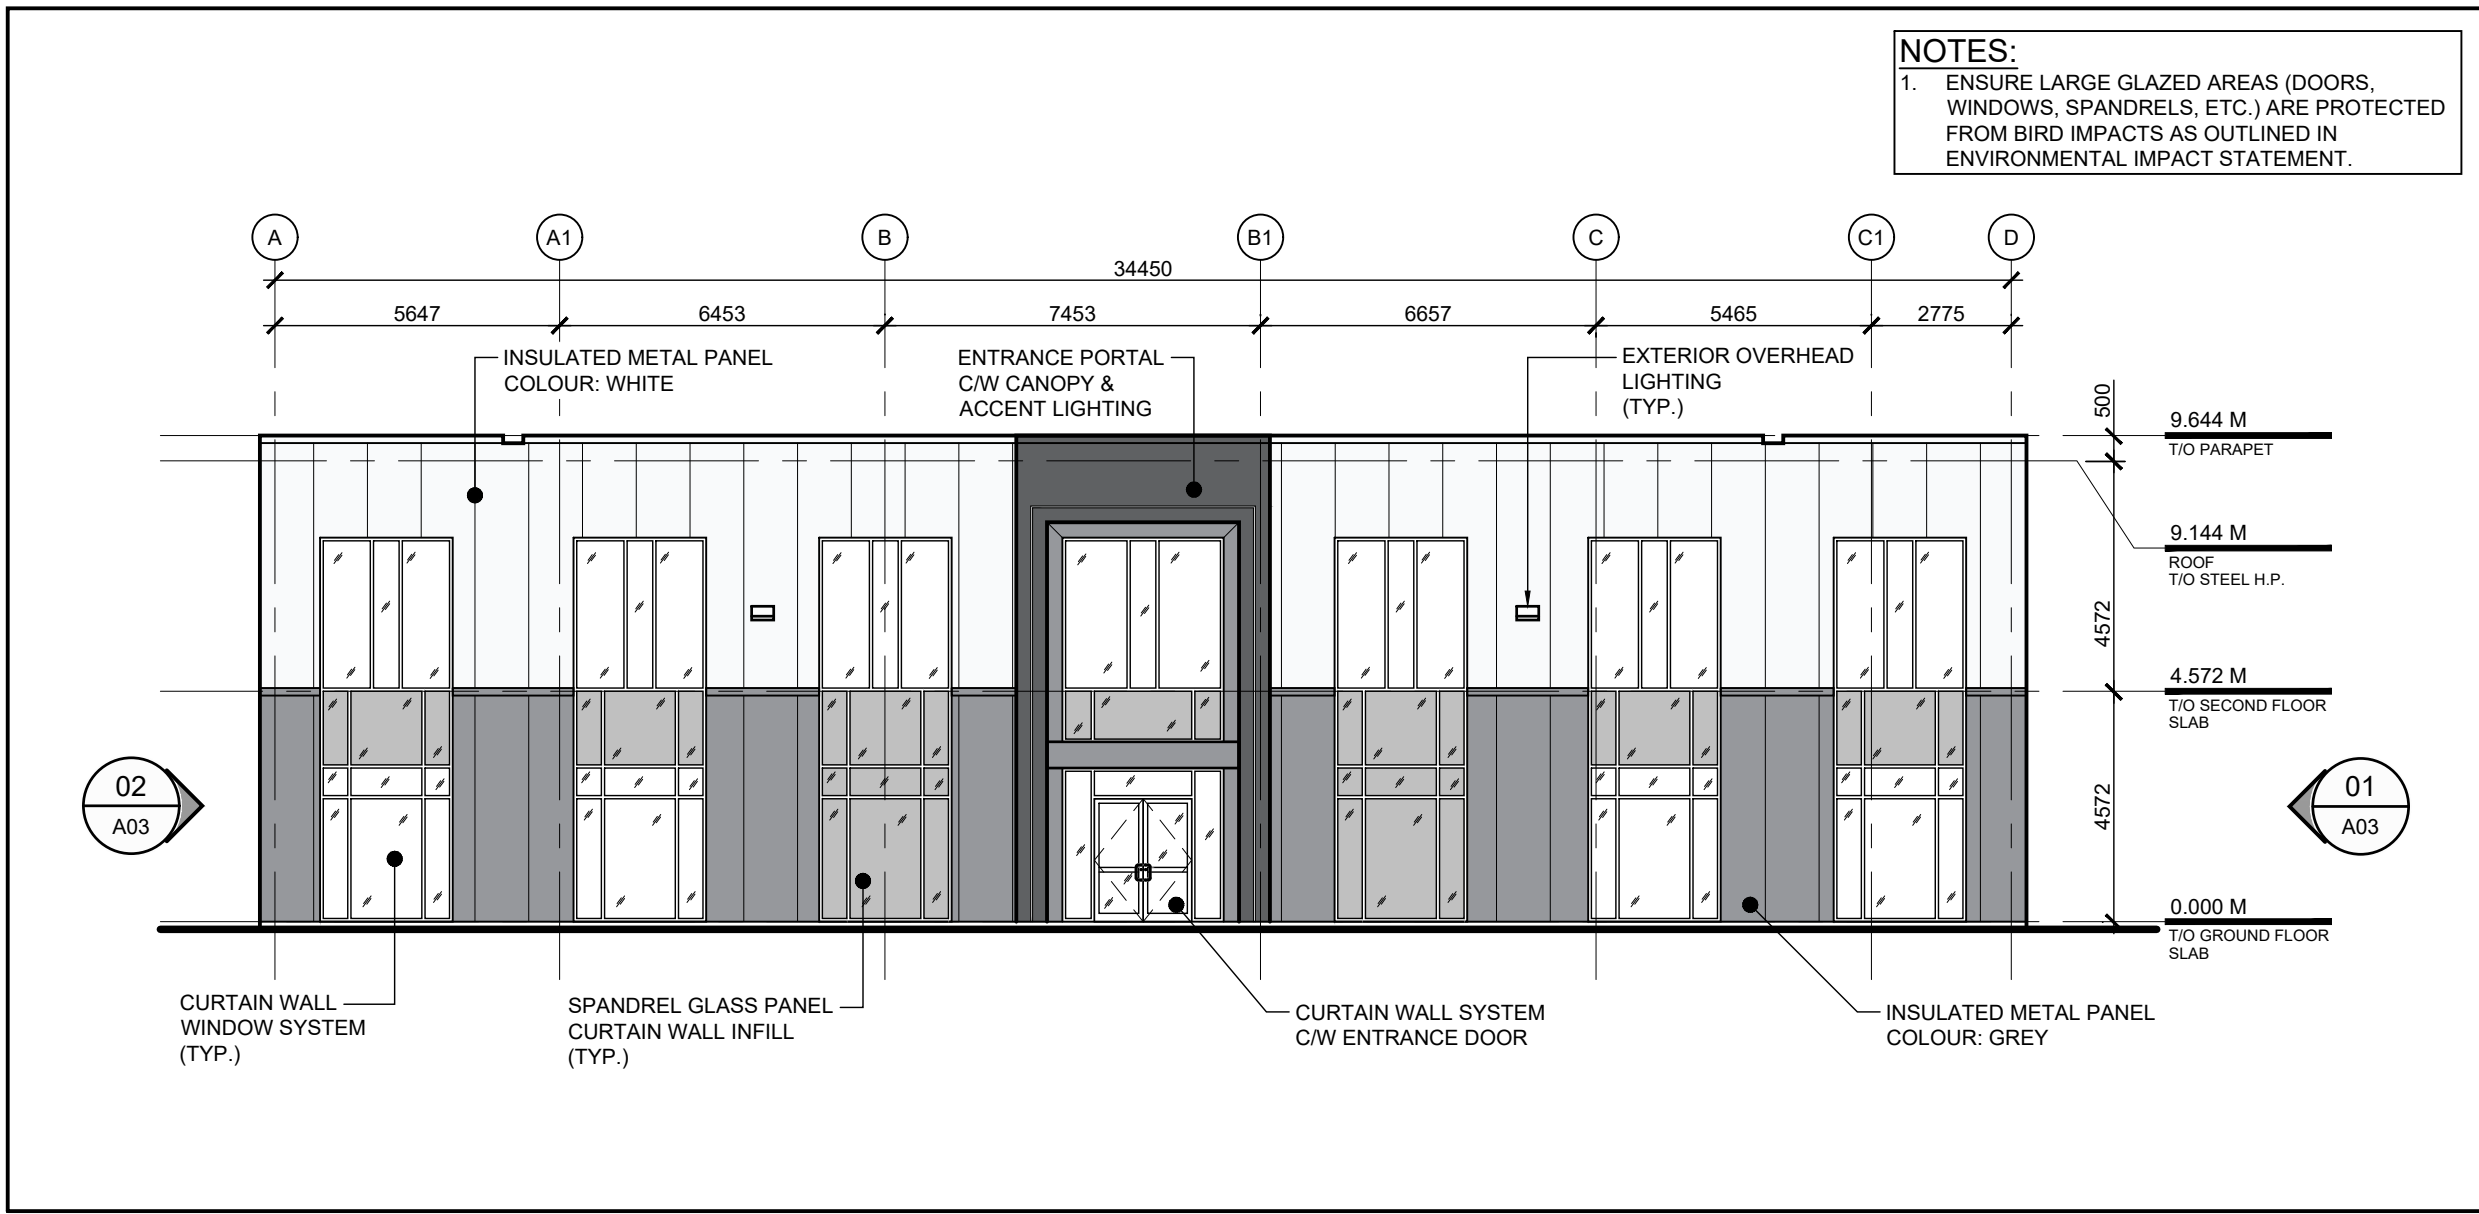 NOTES:
1. ENSURE LARGE GLAZED AREAS (DOORS,
WINDOWS, SPANDRELS, ETC.) ARE PROTECTED
FROM BIRD IMPACTS AS OUTLINED IN
ENVIRONMENTAL IMPACT STATEMENT.
A A1 B B1 C C1 D
34450
5647 6453 7453 6657 5465 2775
INSULATED METAL PANEL
COLOUR: WHITE
ENTRANCE PORTAL
C/W CANOPY &
ACCENT LIGHTING
EXTERIOR OVERHEAD
LIGHTING
(TYP.)
500
9.644 M
T/O PARAPET
9.144 M
ROOF
T/O STEEL H.P.
4572
4.572 M
T/O SECOND FLOOR
SLAB
4572
0.000 M
T/O GROUND FLOOR
SLAB
02
A03
01
A03
CURTAIN WALL
WINDOW SYSTEM
(TYP.)
SPANDREL GLASS PANEL
CURTAIN WALL INFILL
(TYP.)
CURTAIN WALL SYSTEM
C/W ENTRANCE DOOR
INSULATED METAL PANEL
COLOUR: GREY